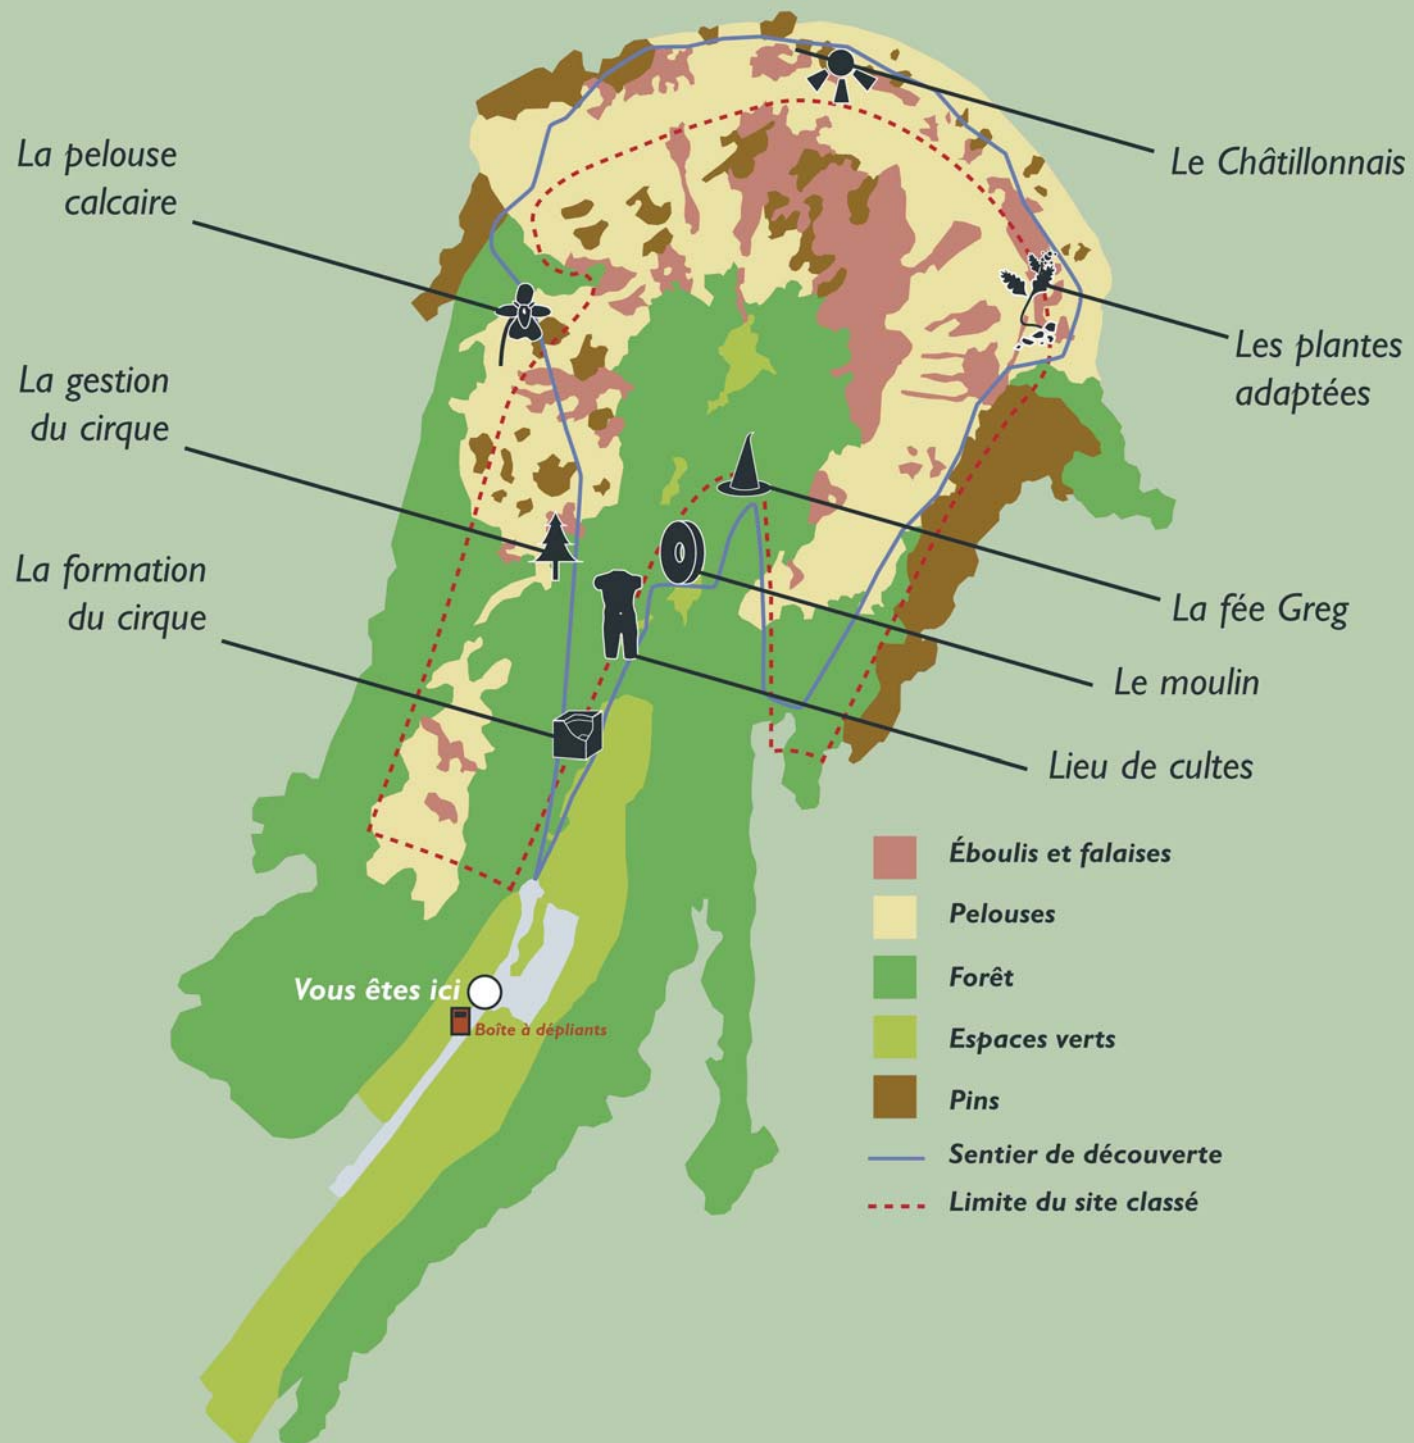 La pelouse
calcaire
La gestion
du cirque
La formation
du cirque
Le Châtillonnais
Les plantes
adaptées
La fée Greg
Le moulin
Lieu de cultes
Éboulis et falaises
Pelouses
Forêt
Espaces verts
Pins
Sentier de découverte
Limite du site classé
Vous êtes ici
Boîte à dépliants